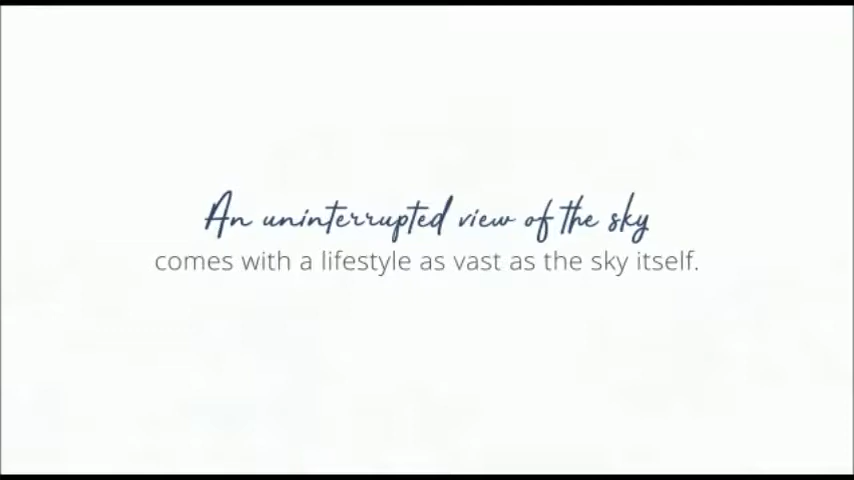 An uninterrupted view of the sky
comes with a lifestyle as vast as the sky itself.